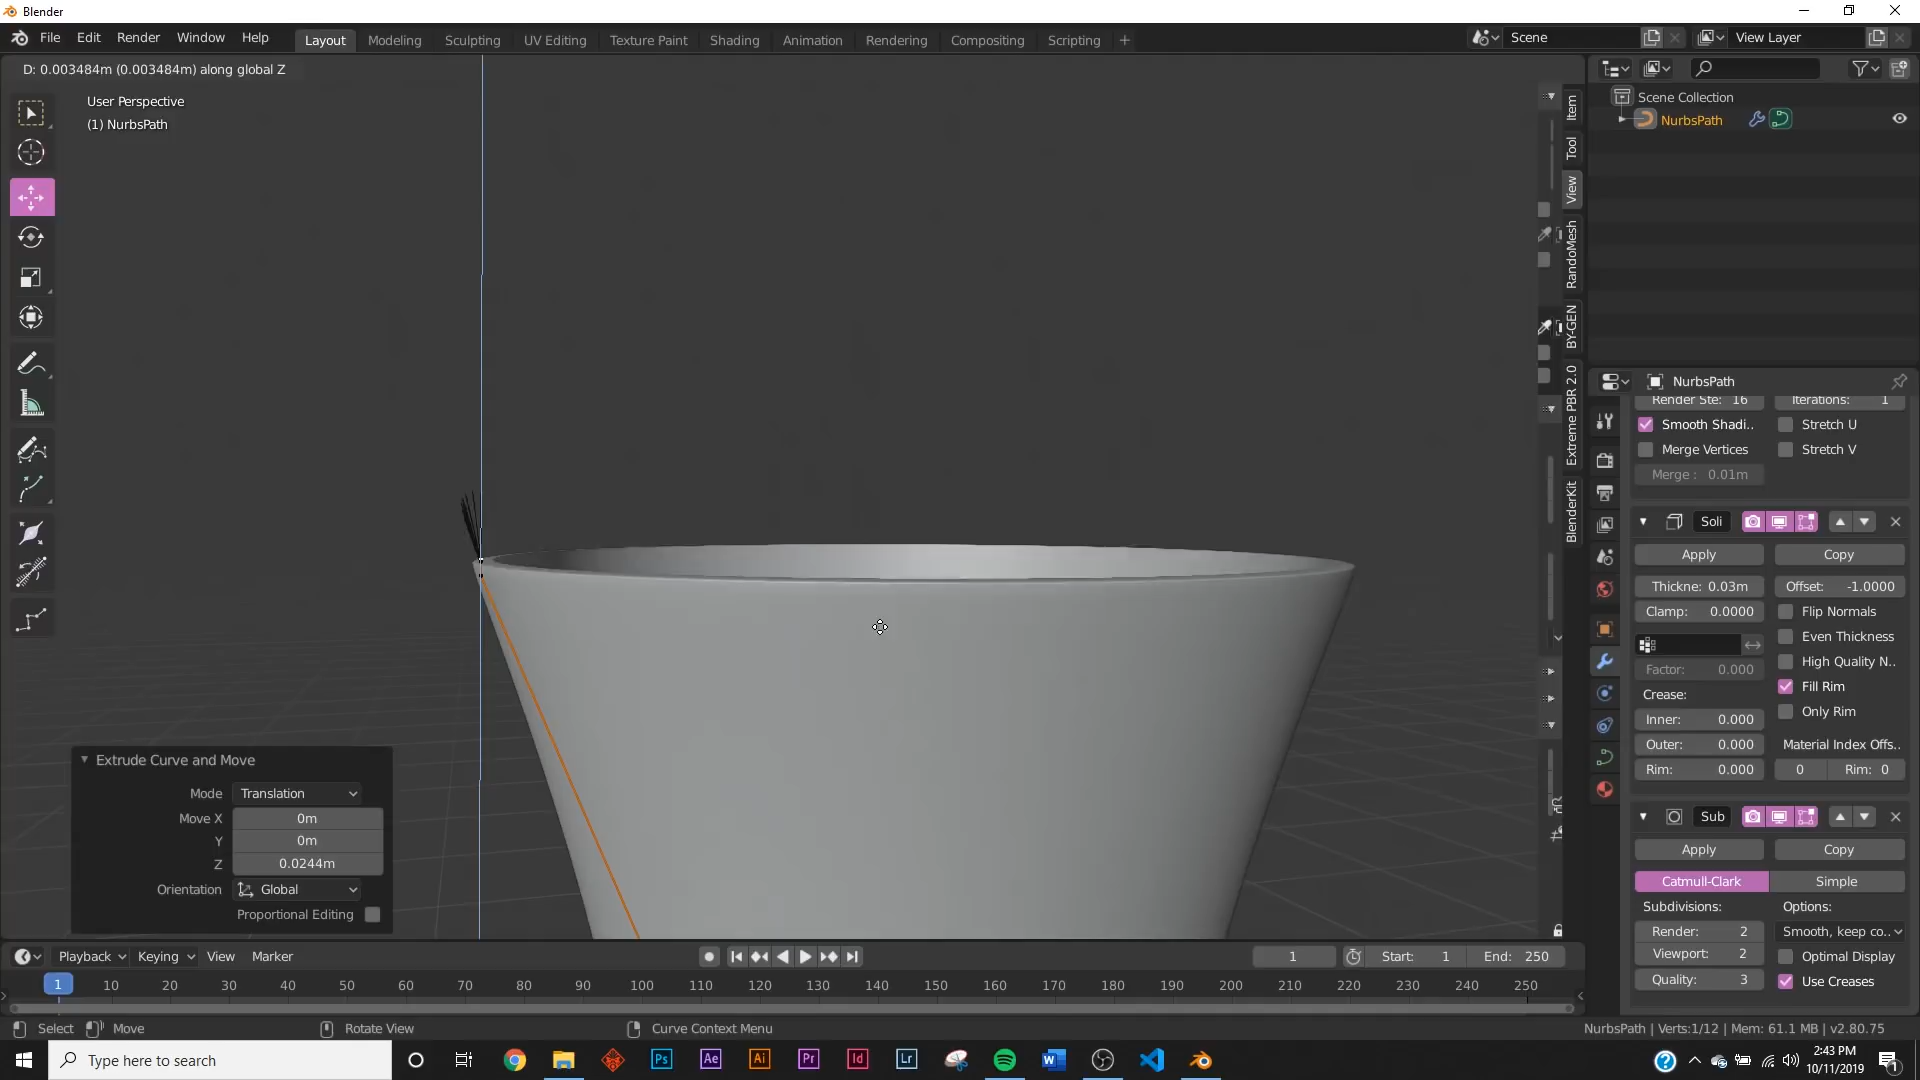 Blender
File Edit Render Window Help
Layout Modeling Sculpting UV Editing Texture Paint Shading Animation Rendering Compositing Scripting +
Scene
View Layer
D: 0.003484m (0.003484m) along global Z
User Perspective
(1) NurbsPath
Item
Tool
View
RandoMesh
BY-GEN
Extreme PBR 2.0
BlenderKit
Scene Collection
NurbsPath
NurbsPath
Render Ste: 16 Iterations: 1
Smooth Shadi.. Stretch U
Merge Vertices Stretch V
Merge : 0.01m
Soli
Apply Copy
Thickne: 0.03m Offset: -1.0000
Clamp: 0.0000 Flip Normals
Even Thickness
Factor: 0.000 High Quality N..
Crease: Fill Rim
Inner: 0.000 Only Rim
Outer: 0.000 Material Index Offs..
Rim: 0.000 0 Rim: 0
Sub
Apply Copy
Catmull-Clark Simple
Subdivisions: Options:
Render: 2 Smooth, keep co..
Viewport: 2 Optimal Display
Quality: 3 Use Creases
Extrude Curve and Move
Mode Translation
Move X 0m
Y 0m
Z 0.0244m
Orientation Global
Proportional Editing
Playback Keying View Marker
1 Start: 1 End: 250
1 10 20 30 40 50 60 70 80 90 100 110 120 130 140 150 160 170 180 190 200 210 220 230 240 250
Select Move Rotate View Curve Context Menu
NurbsPath | Verts:1/12 | Mem: 61.1 MB | v2.80.75
Type here to search
Ps Ae Ai Pr Id Lr
2:43 PM
10/11/2019
1